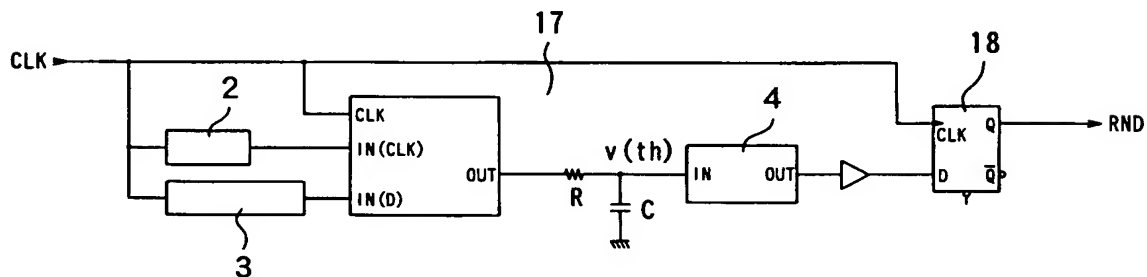 17
18
CLK
2
CLK
4
CLK
Q
RND
IN(CLK)
v(th)
OUT
IN
OUT
D
Q̅
IN(D)
R
C
3